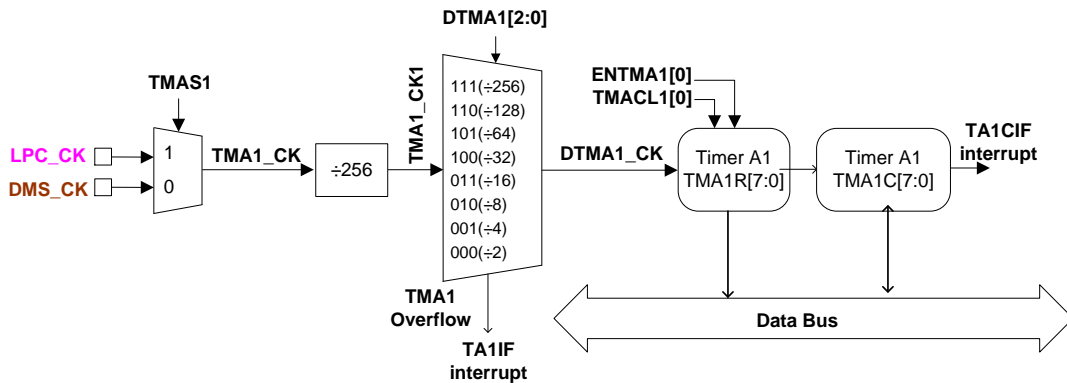 DTMA1[2:0]
TMAS1
LPC_CK
DMS_CK
1
0
TMA1_CK
÷256
TMA1_CK1
111(÷256)
110(÷128)
101(÷64)
100(÷32)
011(÷16)
010(÷8)
001(÷4)
000(÷2)
TMA1
Overflow
TA1IF
interrupt
DTMA1_CK
ENTMA1[0]
TMACL1[0]
Timer A1
TMA1R[7:0]
Timer A1
TMA1C[7:0]
TA1CIF
interrupt
Data Bus